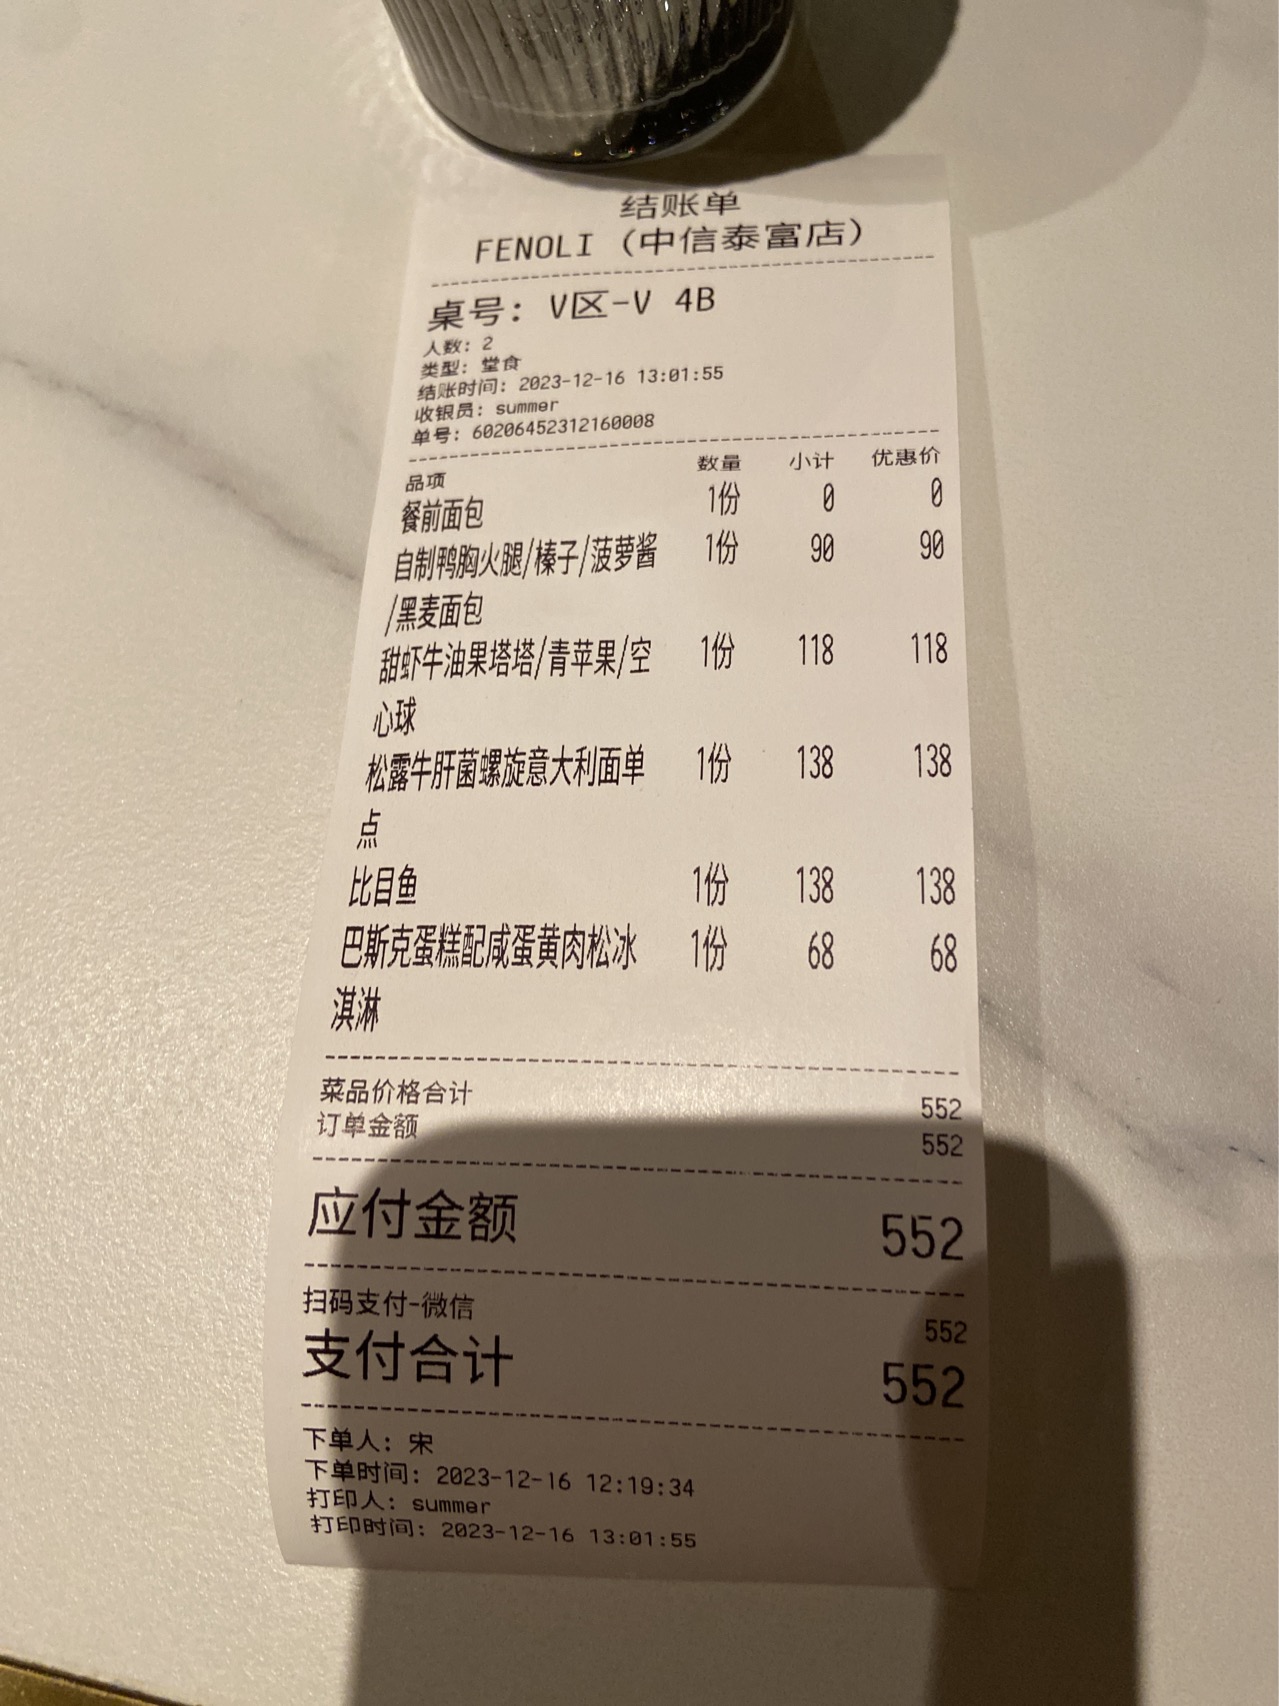 结账单
FENOLI (中信泰富店)
桌号: V区-V 4B
人数: 2
类型: 堂食
结账时间: 2023-12-16 13:01:55
收银员: summer
单号: 602064523121600​08
品项 数量 小计 优惠价
餐前面包 1份 0 0
自制鸭胸火腿/榛子/菠萝酱 1份 90 90
/黑麦面包
甜虾牛油果塔塔/青苹果/空 1份 118 118
心球
松露牛肝菌螺旋意大利面单 1份 138 138
点
比目鱼 1份 138 138
巴斯克蛋糕配咸蛋黄肉松冰 1份 68 68
淇淋
菜品价格合计 552
订单金额 552
应付金额 552
扫码支付-微信 552
支付合计 552
下单人: 宋
下单时间: 2023-12-16 12:19:34
打印人: summer
打印时间: 2023-12-16 13:01:55